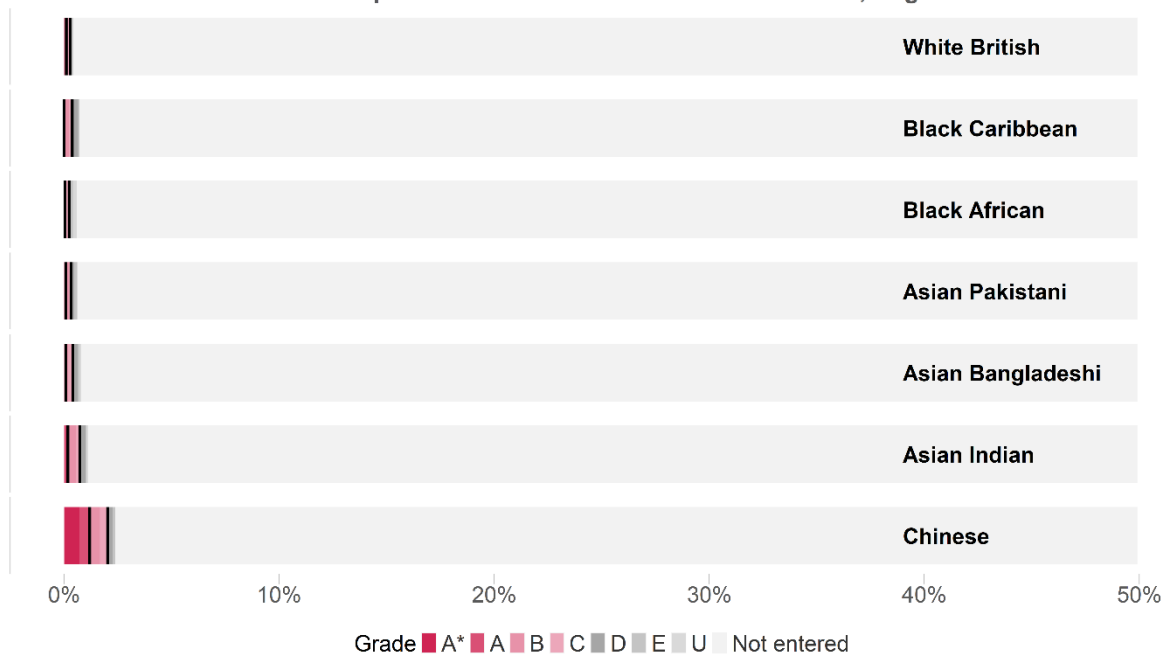 White British
Black Caribbean
Black African
Asian Pakistani
Asian Bangladeshi
Asian Indian
Chinese
0% 10% 20% 30% 40% 50%
Grade A* A B C D E U Not entered